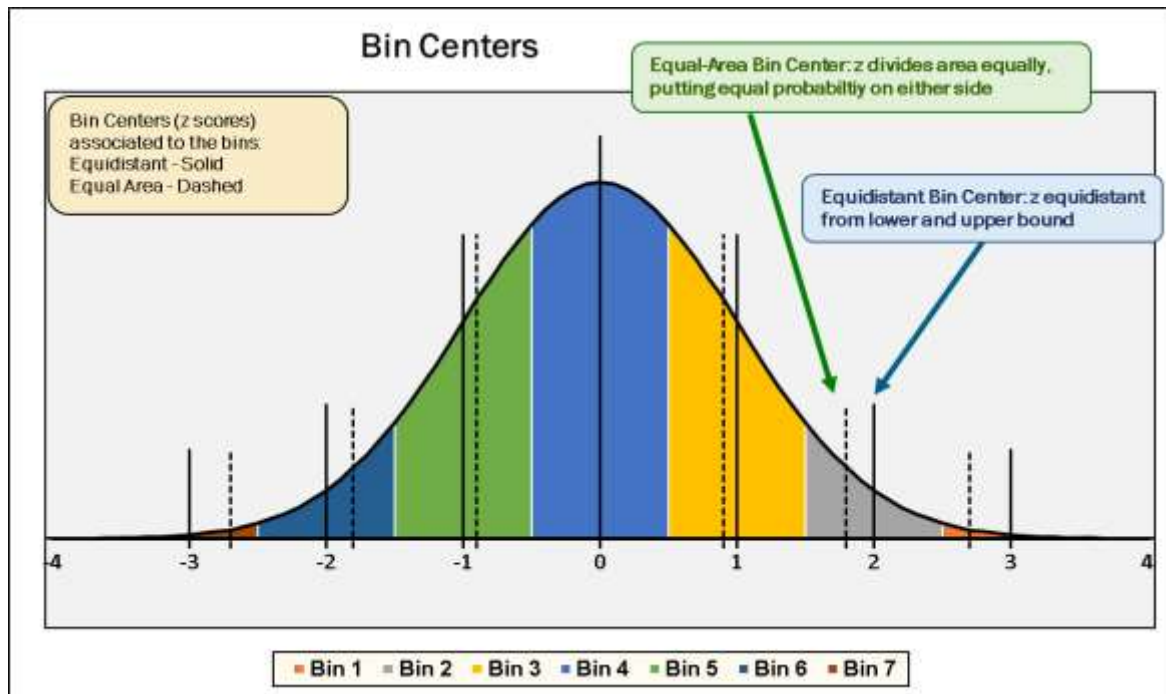 Bin Centers
Equal-Area Bin Center: z divides area equally,
putting equal probabiltiy on either side
Bin Centers (z scores)
associated to the bins:
Equidistant - Solid
Equal Area - Dashed
Equidistant Bin Center: z equidistant
from lower and upper bound
-4 -3 -2 -1 0 1 2 3 4
Bin 1 Bin 2 Bin 3 Bin 4 Bin 5 Bin 6 Bin 7